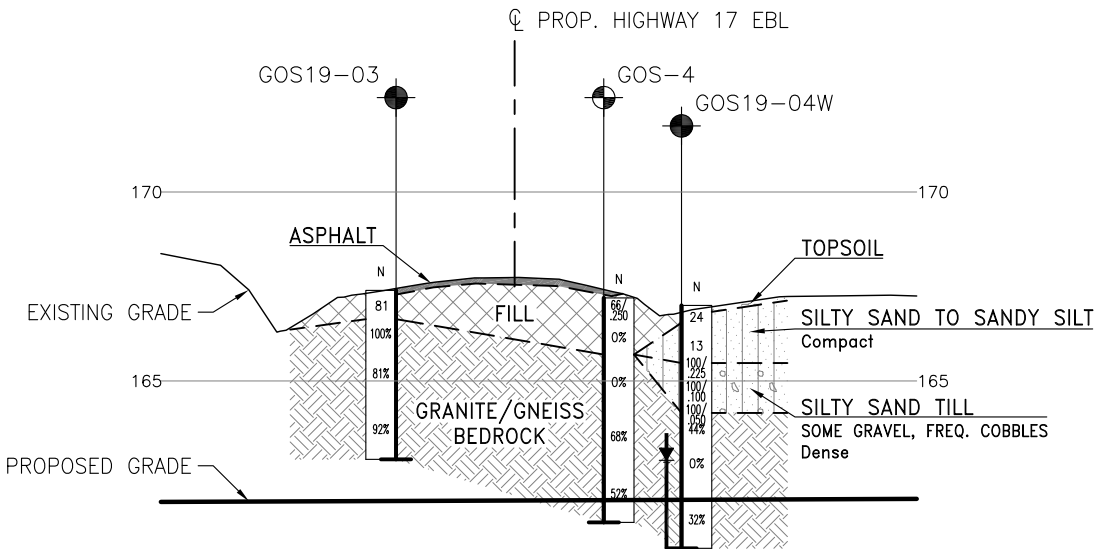 ℄ PROP. HIGHWAY 17 EBL
GOS19-03
GOS-4
GOS19-04W
170
170
ASPHALT
TOPSOIL
N
N
N
EXISTING GRADE
81
100%
81%
92%
FILL
66/
.250
0%
0%
68%
52%
24
13
100/
.225
100/
.100
100/
.050
44%
0%
32%
SILTY SAND TO SANDY SILT
Compact
165
165
GRANITE/GNEISS
BEDROCK
SILTY SAND TILL
SOME GRAVEL, FREQ. COBBLES
Dense
PROPOSED GRADE